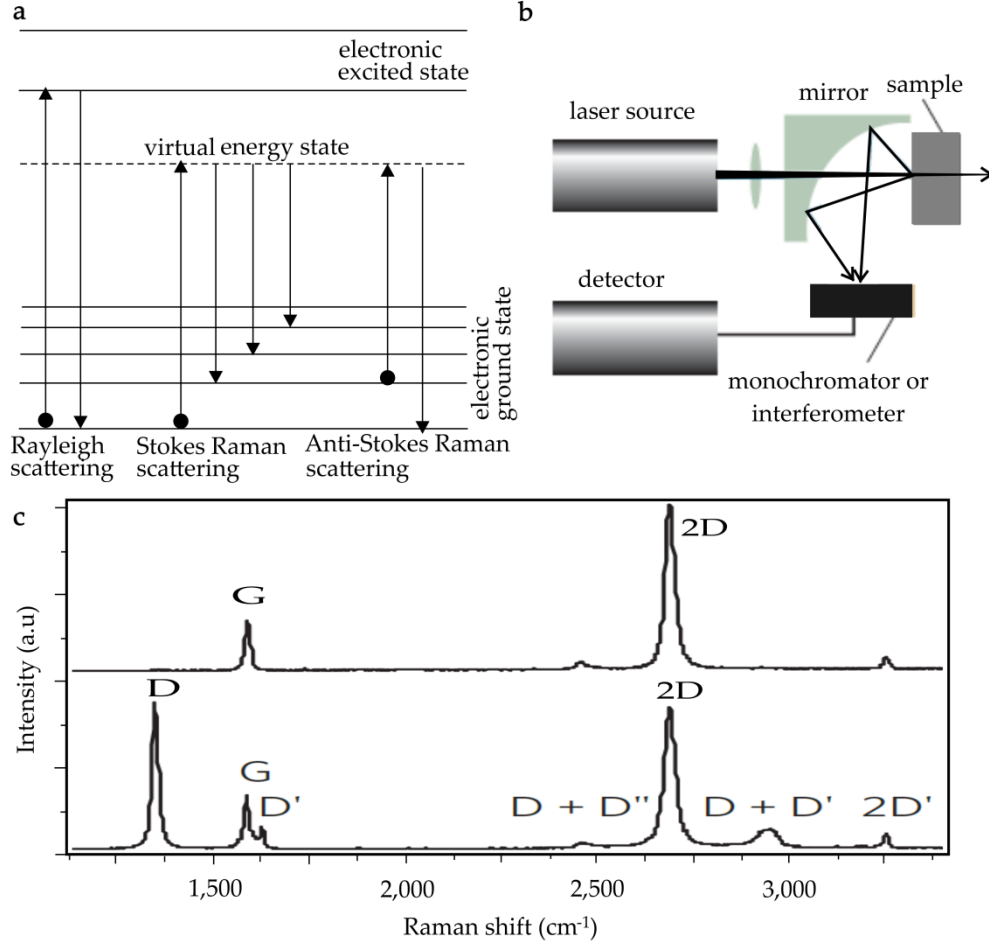 a
electronic
excited state
virtual energy state
electronic
ground state
Rayleigh
scattering
Stokes Raman
scattering
Anti-Stokes Raman
scattering
b
laser source
mirror
sample
detector
monochromator or
interferometer
c
Intensity (a.u)
G
2D
D
G
D'
D + D"
2D
D + D'
2D'
1,500
2,000
2,500
3,000
Raman shift (cm⁻¹)